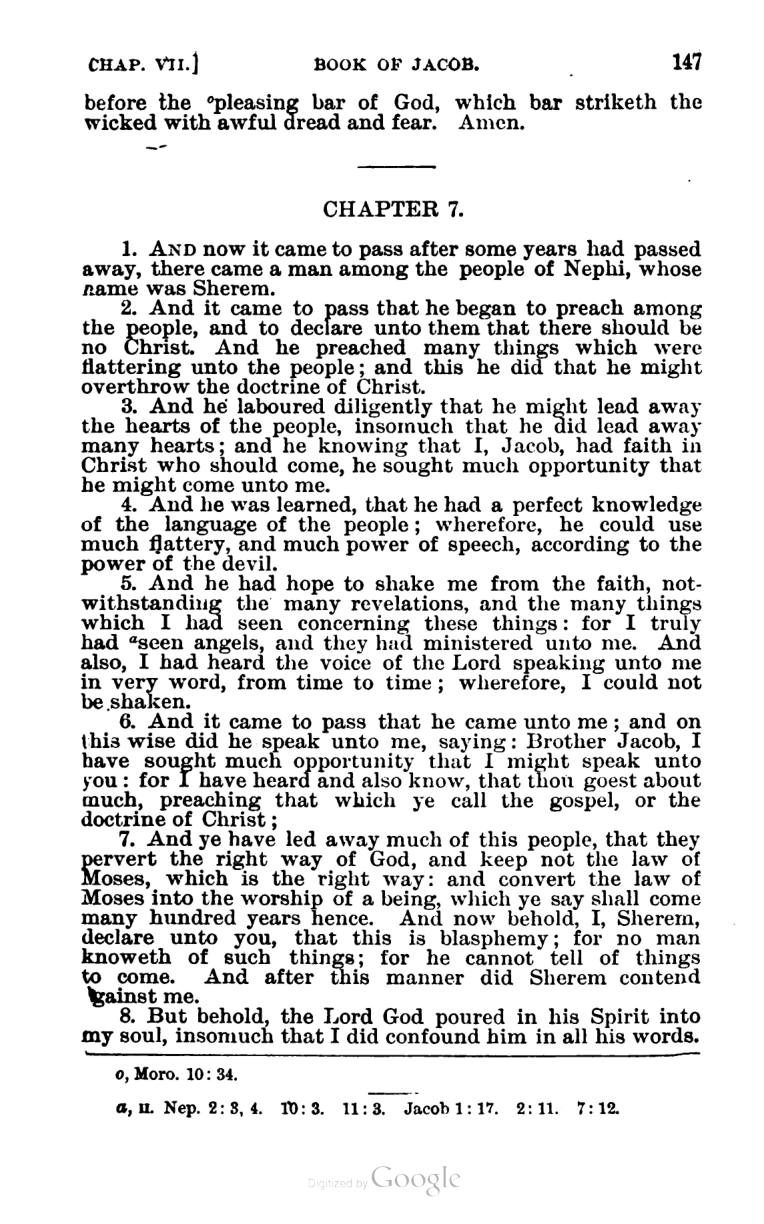 CHAP. VII.] BOOK OF JACOB. 147
before the ᵒpleasing bar of God, which bar striketh the
wicked with awful dread and fear. Amen.
CHAPTER 7.
1. AND now it came to pass after some years had passed
away, there came a man among the people of Nephi, whose
name was Sherem.
2. And it came to pass that he began to preach among
the people, and to declare unto them that there should be
no Christ. And he preached many things which were
flattering unto the people; and this he did that he might
overthrow the doctrine of Christ.
3. And he laboured diligently that he might lead away
the hearts of the people, insomuch that he did lead away
many hearts; and he knowing that I, Jacob, had faith in
Christ who should come, he sought much opportunity that
he might come unto me.
4. And he was learned, that he had a perfect knowledge
of the language of the people; wherefore, he could use
much flattery, and much power of speech, according to the
power of the devil.
5. And he had hope to shake me from the faith, not-
withstanding the many revelations, and the many things
which I had seen concerning these things: for I truly
had ᵃseen angels, and they had ministered unto me. And
also, I had heard the voice of the Lord speaking unto me
in very word, from time to time; wherefore, I could not
be shaken.
6. And it came to pass that he came unto me; and on
this wise did he speak unto me, saying: Brother Jacob, I
have sought much opportunity that I might speak unto
you: for I have heard and also know, that thou goest about
much, preaching that which ye call the gospel, or the
doctrine of Christ;
7. And ye have led away much of this people, that they
pervert the right way of God, and keep not the law of
Moses, which is the right way: and convert the law of
Moses into the worship of a being, which ye say shall come
many hundred years hence. And now behold, I, Sherem,
declare unto you, that this is blasphemy; for no man
knoweth of such things; for he cannot tell of things
to come. And after this manner did Sherem contend
against me.
8. But behold, the Lord God poured in his Spirit into
my soul, insomuch that I did confound him in all his words.
o, Moro. 10: 34.
a, II. Nep. 2: 3, 4. 10: 3. 11: 3. Jacob 1: 17. 2: 11. 7: 12.
Digitized by Google